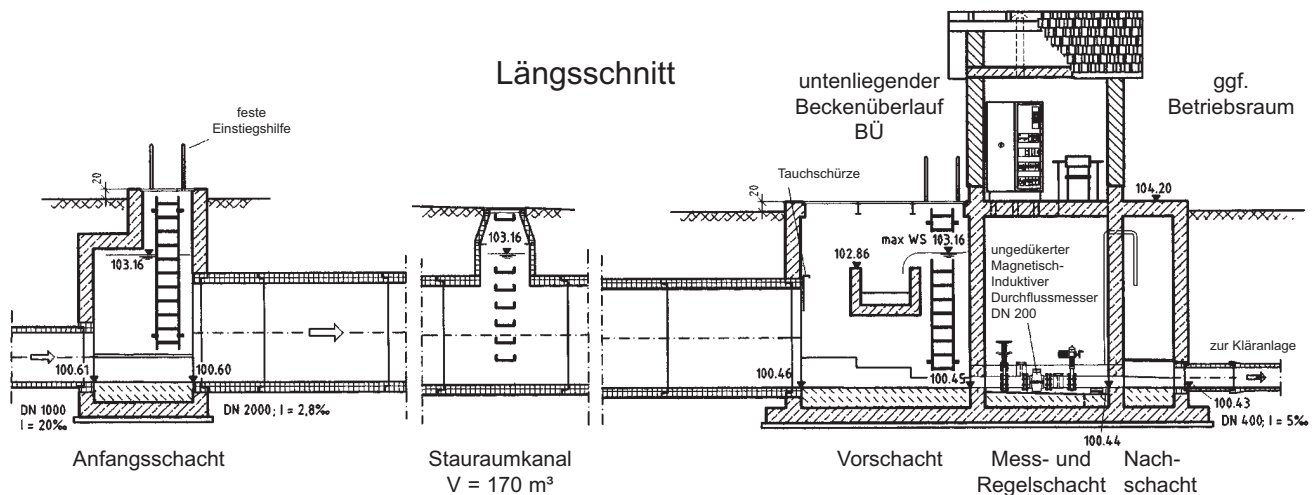 Längsschnitt
untenliegender
Beckenüberlauf
BÜ
ggf.
Betriebsraum
feste
Einstiegshilfe
20
Tauchschürze
20
104.20
103.16
103.16
max WS 103.16
102.86
ungedükerter
Magnetisch-
Induktiver
Durchflussmesser
DN 200
zur Kläranlage
100.61
100.60
100.46
100.45
100.43
100.44
DN 1000
I = 20‰
DN 2000; I = 2,8‰
DN 400; I = 5‰
Anfangsschacht
Stauraumkanal
V = 170 m³
Vorschacht
Mess- und
Regelschacht
Nach-
schacht